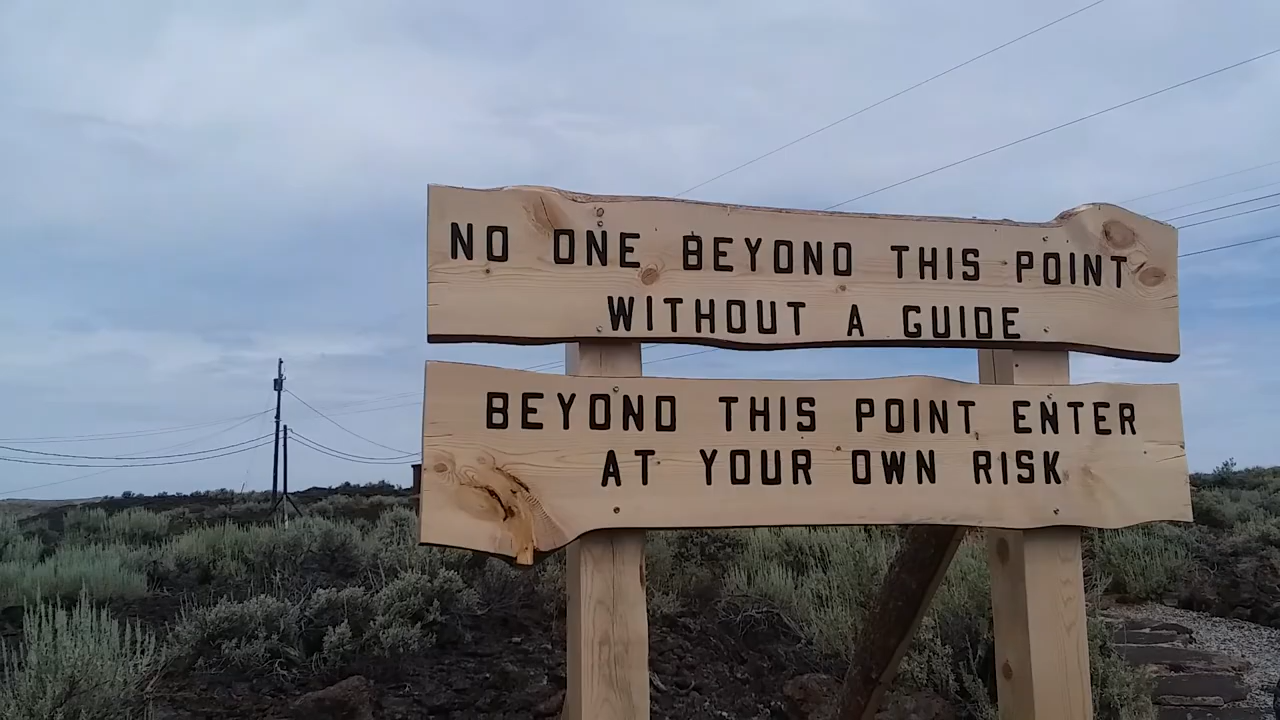 NO ONE BEYOND THIS POINT
WITHOUT A GUIDE
BEYOND THIS POINT ENTER
AT YOUR OWN RISK